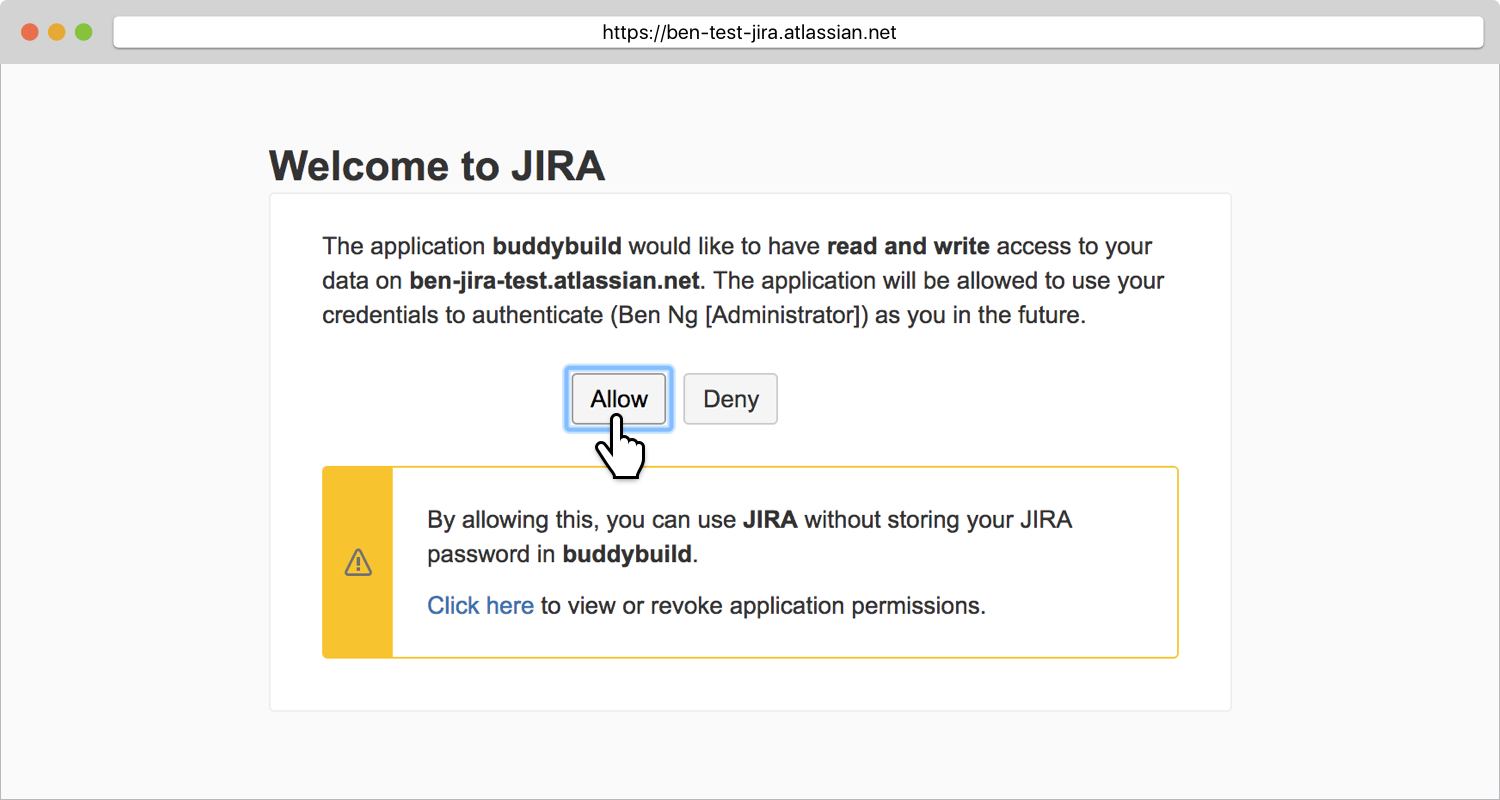 https://ben-test-jira.atlassian.net
Welcome to JIRA
The application buddybuild would like to have read and write access to your
data on ben-jira-test.atlassian.net. The application will be allowed to use your
credentials to authenticate (Ben Ng [Administrator]) as you in the future.
Allow Deny
By allowing this, you can use JIRA without storing your JIRA
password in buddybuild.
Click here to view or revoke application permissions.